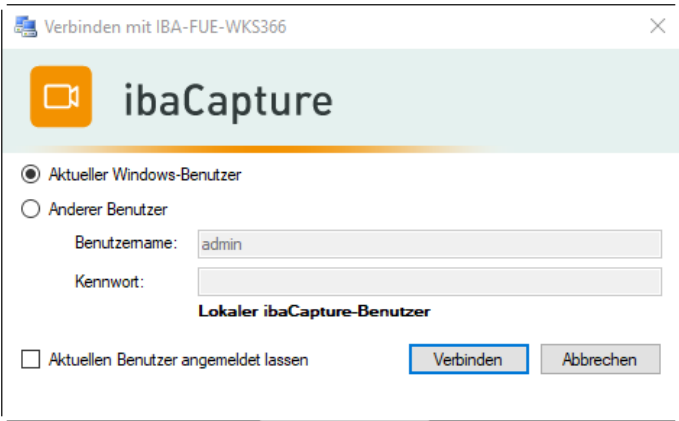 Verbinden mit IBA-FUE-WKS366
ibaCapture
Aktueller Windows-Benutzer
Anderer Benutzer
Benutzername: admin
Kennwort:
Lokaler ibaCapture-Benutzer
Aktuellen Benutzer angemeldet lassen Verbinden Abbrechen